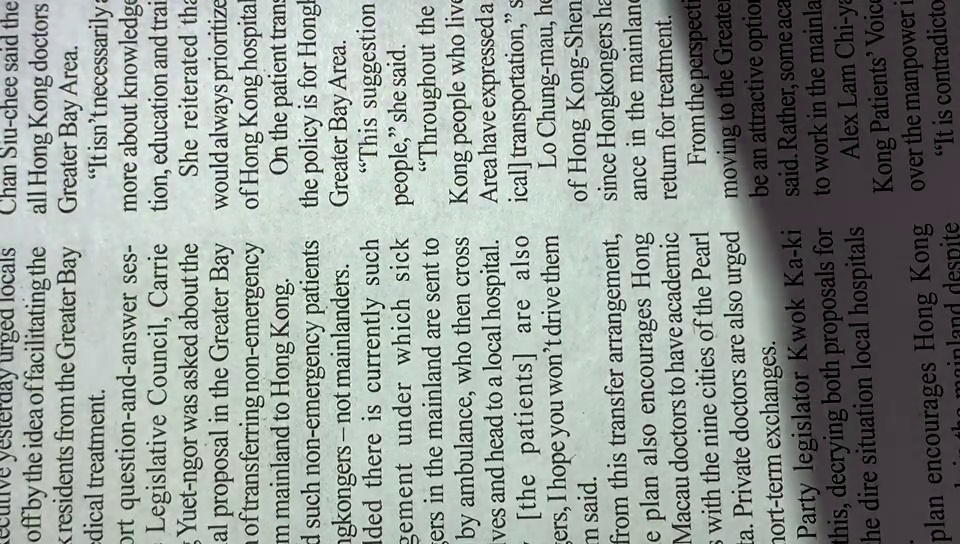 ecutive yesterday urged locals
off by the idea of facilitating the
residents from the Greater Bay
dical treatment.
ort question-and-answer ses-
Legislative Council, Carrie
Yuet-ngor was asked about the
al proposal in the Greater Bay
of transferring non-emergency
m mainland to Hong Kong.
d such non-emergency patients
ngkongers – not mainlanders.
lded there is currently such
gement under which sick
gers in the mainland are sent to
by ambulance, who then cross
ves and head to a local hospital.
[the patients] are also
ers, I hope you won't drive them
m said.
from this transfer arrangement,
e plan also encourages Hong
Macau doctors to have academic
with the nine cities of the Pearl
ta. Private doctors are also urged
hort-term exchanges.
Party legislator Kwok Ka-ki
this, decrying both proposals for
he dire situation local hospitals
plan encourages Hong Kong
the mainland despite
Chan Siu-chee said the
all Hong Kong doctors
Greater Bay Area.
"It isn't necessarily
more about knowledge
tion, education and trai
She reiterated tha
would always prioritize
of Hong Kong hospital
On the patient trans
the policy is for Hongk
Greater Bay Area.
"This suggestion
people," she said.
"Throughout the
Kong people who live
Area have expressed a
ical] transportation," s
Lo Chung-mau, he
of Hong Kong-Shen
since Hongkongers ha
ance in the mainland
return for treatment.
From the perspecti
moving to the Greater
be an attractive option
said. Rather, some aca
to work in the mainla
Alex Lam Chi-ya
Kong Patients' Voice
over the manpower i
"It is contradicto